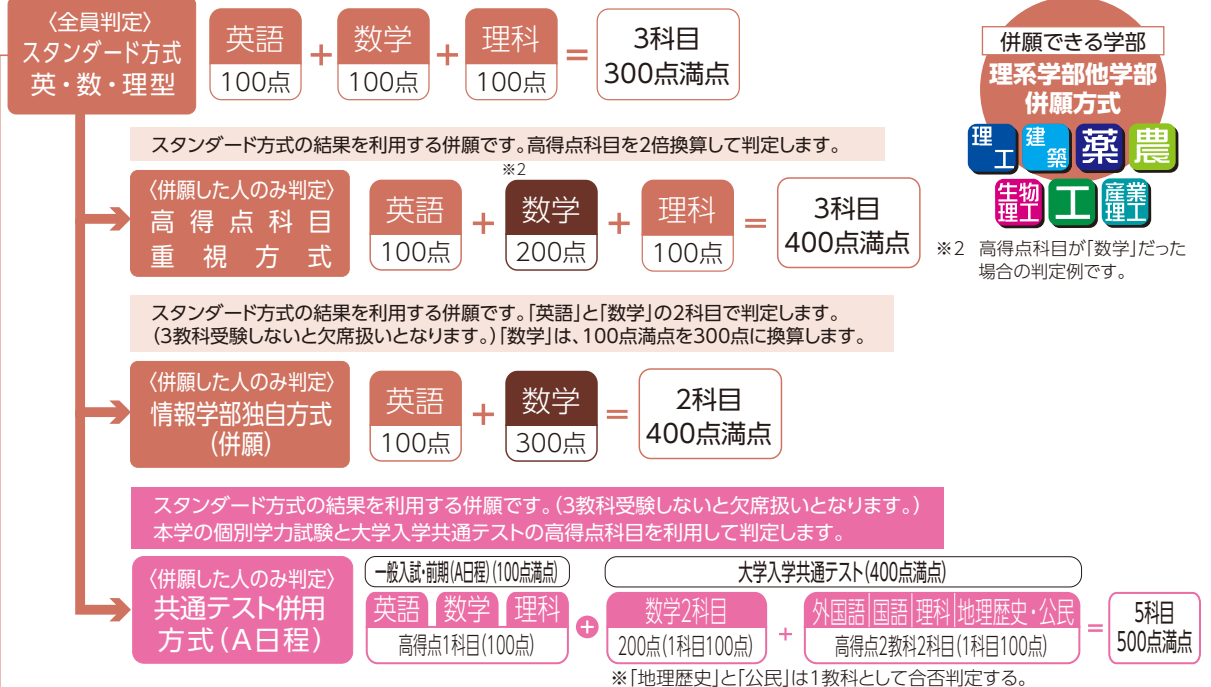 〈全員判定〉
スタンダード方式
英・数・理型
英語
100点
+
数学
100点
+
理科
100点
=
3科目
300点満点
併願できる学部
理系学部他学部
併願方式
理工
建築
薬
農
生物理工
工
産業理工
※2 高得点科目が「数学」だった
場合の判定例です。
スタンダード方式の結果を利用する併願です。高得点科目を2倍換算して判定します。
〈併願した人のみ判定〉
高得点科目
重視方式
英語
100点
+
※2
数学
200点
+
理科
100点
=
3科目
400点満点
スタンダード方式の結果を利用する併願です。「英語」と「数学」の2科目で判定します。
(3教科受験しないと欠席扱いとなります。)「数学」は、100点満点を300点に換算します。
〈併願した人のみ判定〉
情報学部独自方式
(併願)
英語
100点
+
数学
300点
=
2科目
400点満点
スタンダード方式の結果を利用する併願です。(3教科受験しないと欠席扱いとなります。)
本学の個別学力試験と大学入学共通テストの高得点科目を利用して判定します。
〈併願した人のみ判定〉
共通テスト併用
方式(A日程)
一般入試・前期(A日程)(100点満点)
英語 数学 理科
高得点1科目(100点)
+
大学入学共通テスト(400点満点)
数学2科目
200点(1科目100点)
+
外国語 国語 理科 地理歴史・公民
高得点2教科2科目(1科目100点)
=
5科目
500点満点
※「地理歴史」と「公民」は1教科として合否判定する。